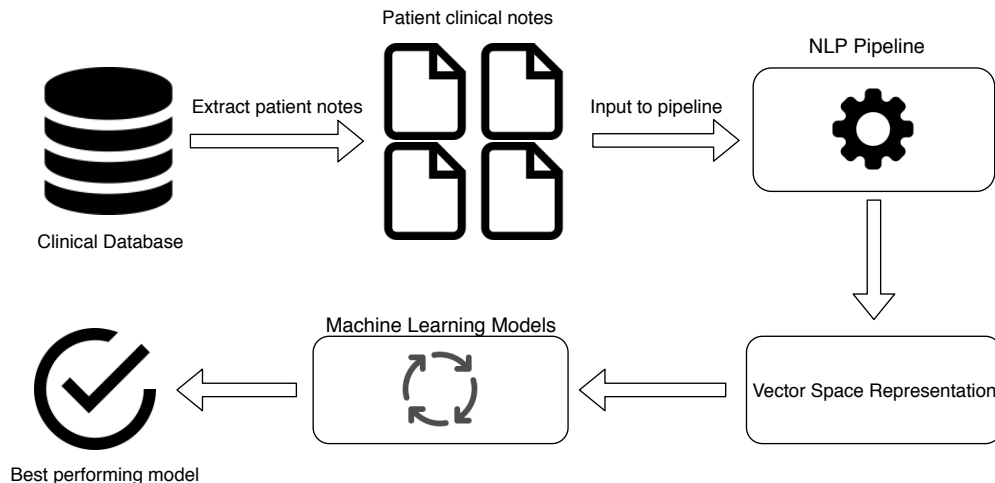 Patient clinical notes
NLP Pipeline
Extract patient notes
Input to pipeline
Clinical Database
Machine Learning Models
Vector Space Representation
Best performing model